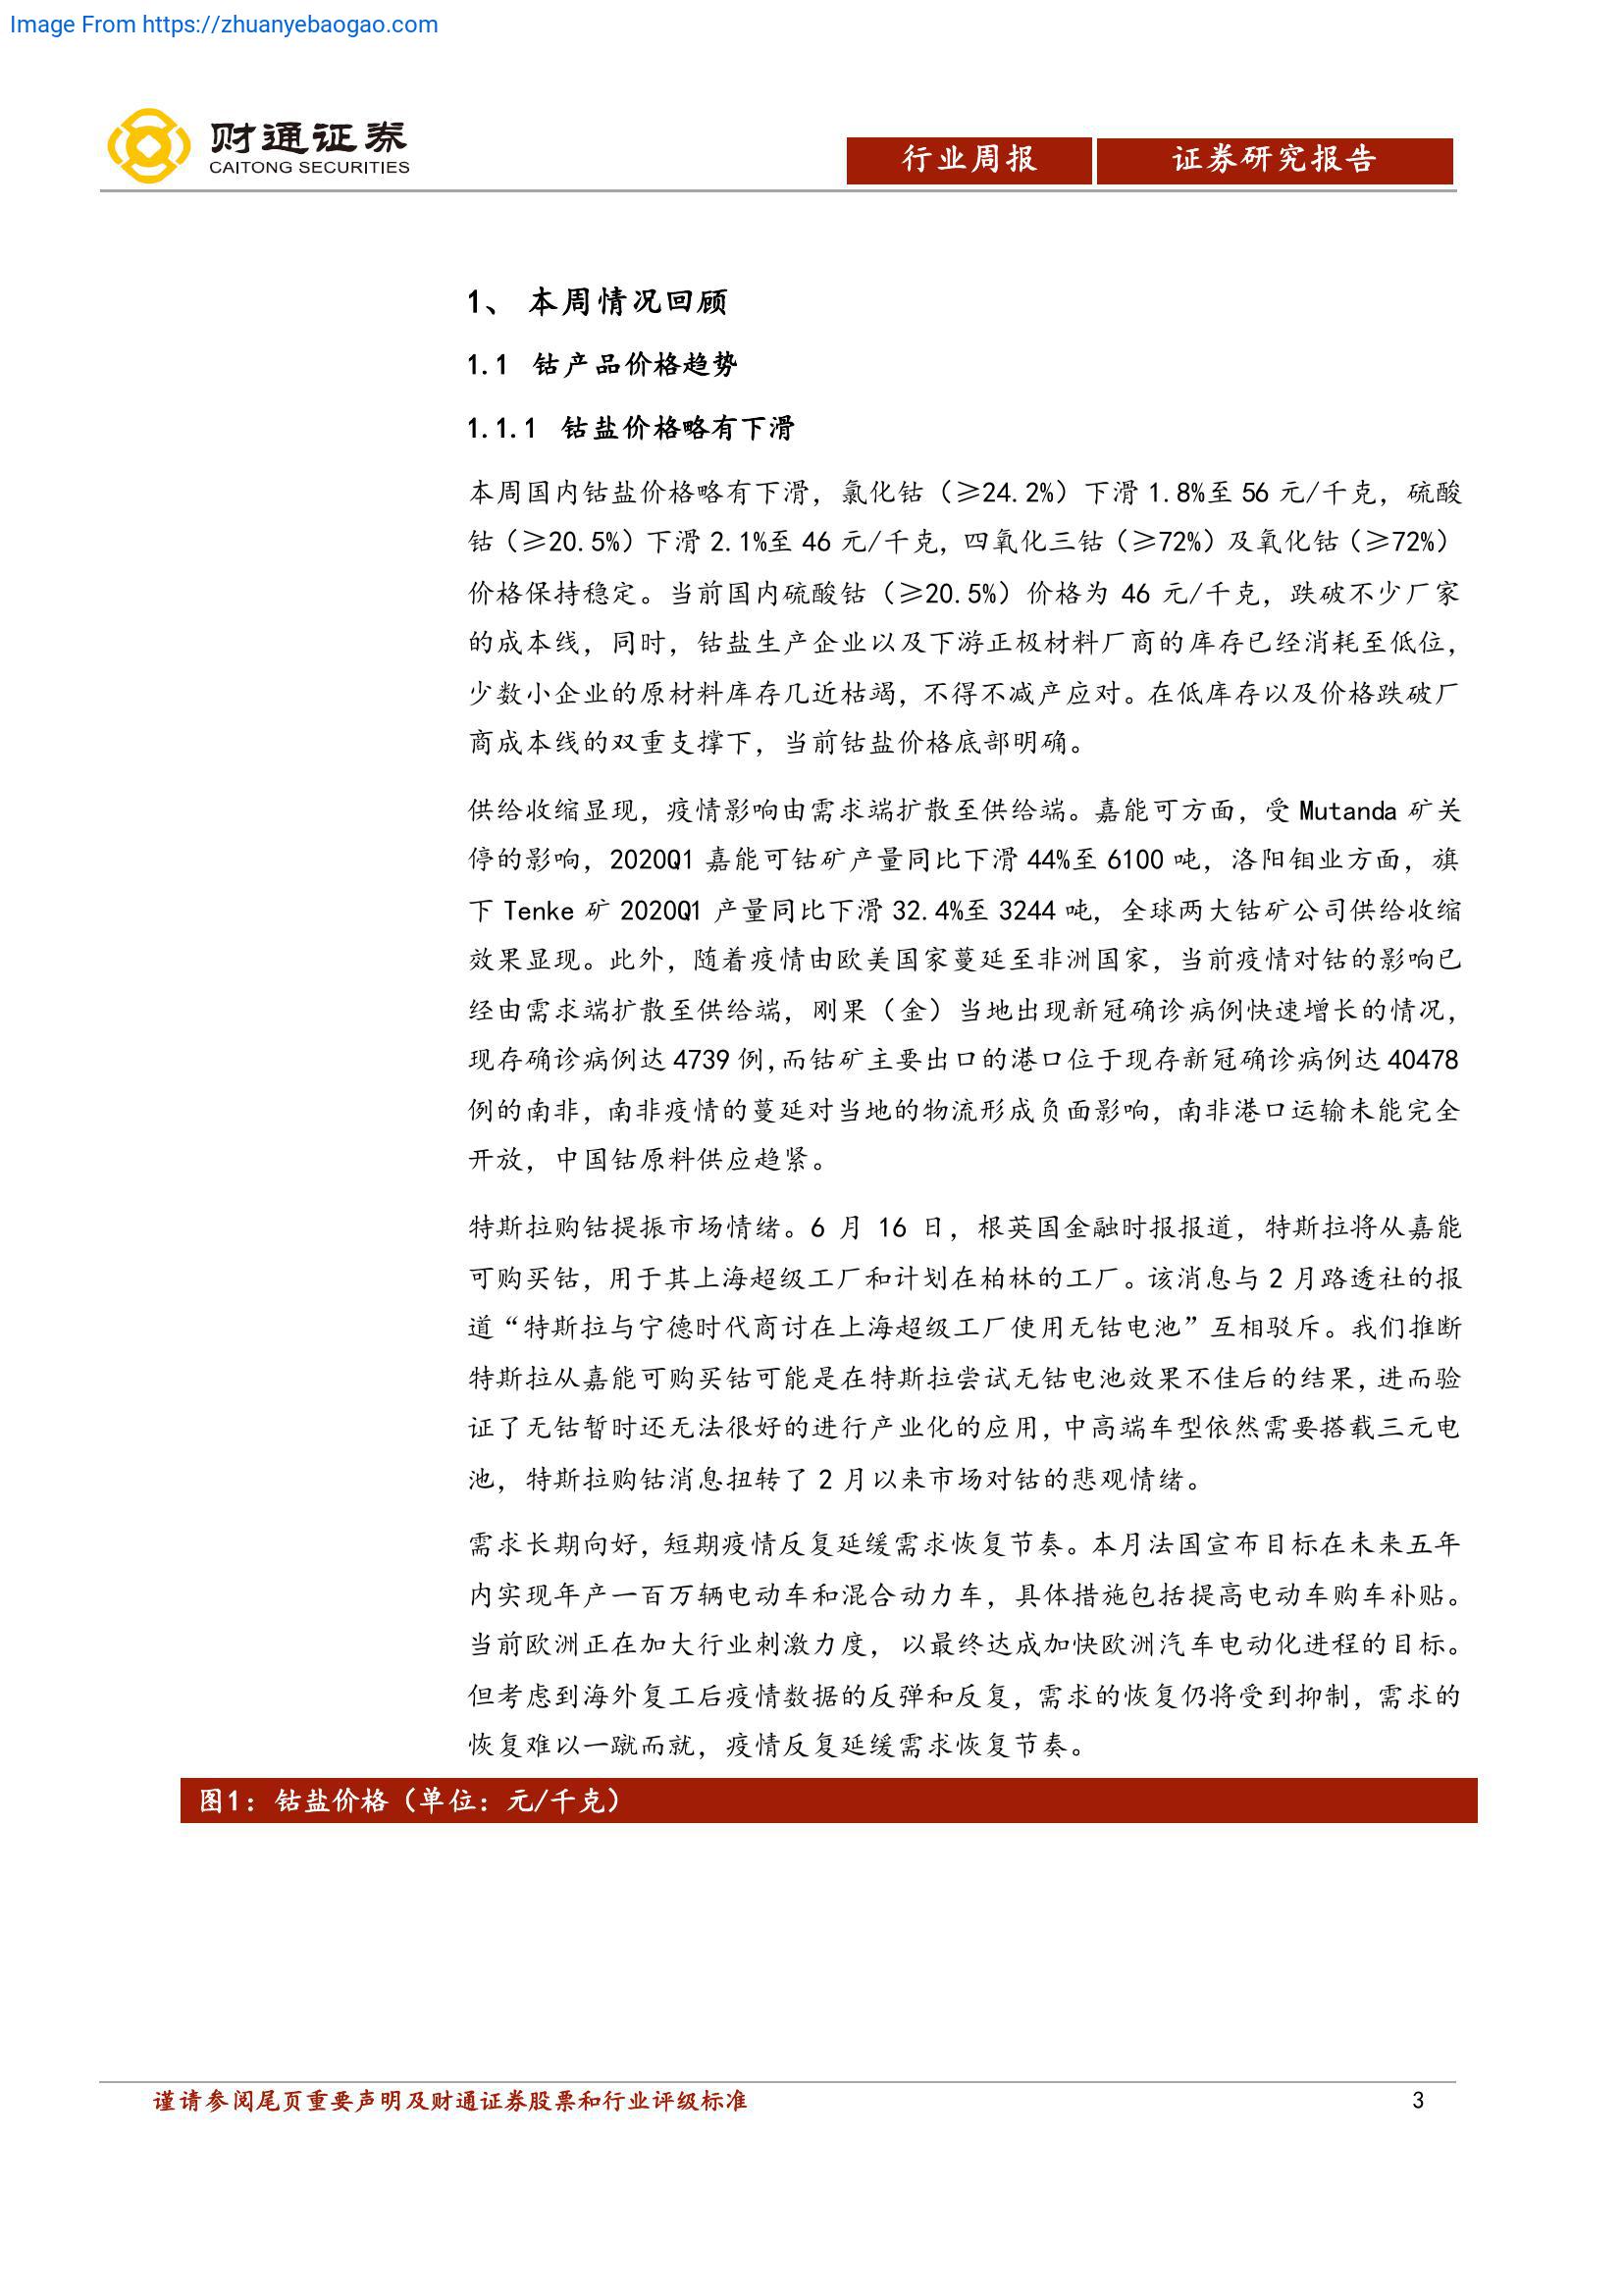 Image From https://zhuanyebaogao.com
财通证券
CAITONG SECURITIES
行业周报
证券研究报告
1、 本周情况回顾
1.1 钴产品价格趋势
1.1.1 钴盐价格略有下滑
本周国内钴盐价格略有下滑，氯化钴（≥24.2%）下滑 1.8%至 56 元/千克，硫酸
钴（≥20.5%）下滑 2.1%至 46 元/千克，四氧化三钴（≥72%）及氧化钴（≥72%）
价格保持稳定。当前国内硫酸钴（≥20.5%）价格为 46 元/千克，跌破不少厂家
的成本线，同时，钴盐生产企业以及下游正极材料厂商的库存已经消耗至低位，
少数小企业的原材料库存几近枯竭，不得不减产应对。在低库存以及价格跌破厂
商成本线的双重支撑下，当前钴盐价格底部明确。
供给收缩显现，疫情影响由需求端扩散至供给端。嘉能可方面，受 Mutanda 矿关
停的影响，2020Q1 嘉能可钴矿产量同比下滑 44%至 6100 吨，洛阳钼业方面，旗
下 Tenke 矿 2020Q1 产量同比下滑 32.4%至 3244 吨，全球两大钴矿公司供给收缩
效果显现。此外，随着疫情由欧美国家蔓延至非洲国家，当前疫情对钴的影响已
经由需求端扩散至供给端，刚果（金）当地出现新冠确诊病例快速增长的情况，
现存确诊病例达 4739 例，而钴矿主要出口的港口位于现存新冠确诊病例达 40478
例的南非，南非疫情的蔓延对当地的物流形成负面影响，南非港口运输未能完全
开放，中国钴原料供应趋紧。
特斯拉购钴提振市场情绪。6 月 16 日，根英国金融时报报道，特斯拉将从嘉能
可购买钴，用于其上海超级工厂和计划在柏林的工厂。该消息与 2 月路透社的报
道“特斯拉与宁德时代商讨在上海超级工厂使用无钴电池”互相驳斥。我们推断
特斯拉从嘉能可购买钴可能是在特斯拉尝试无钴电池效果不佳后的结果，进而验
证了无钴暂时还无法很好的进行产业化的应用，中高端车型依然需要搭载三元电
池，特斯拉购钴消息扭转了 2 月以来市场对钴的悲观情绪。
需求长期向好，短期疫情反复延缓需求恢复节奏。本月法国宣布目标在未来五年
内实现年产一百万辆电动车和混合动力车，具体措施包括提高电动车购车补贴。
当前欧洲正在加大行业刺激力度，以最终达成加快欧洲汽车电动化进程的目标。
但考虑到海外复工后疫情数据的反弹和反复，需求的恢复仍将受到抑制，需求的
恢复难以一蹴而就，疫情反复延缓需求恢复节奏。
图1：钴盐价格（单位：元/千克）
谨请参阅尾页重要声明及财通证券股票和行业评级标准
3